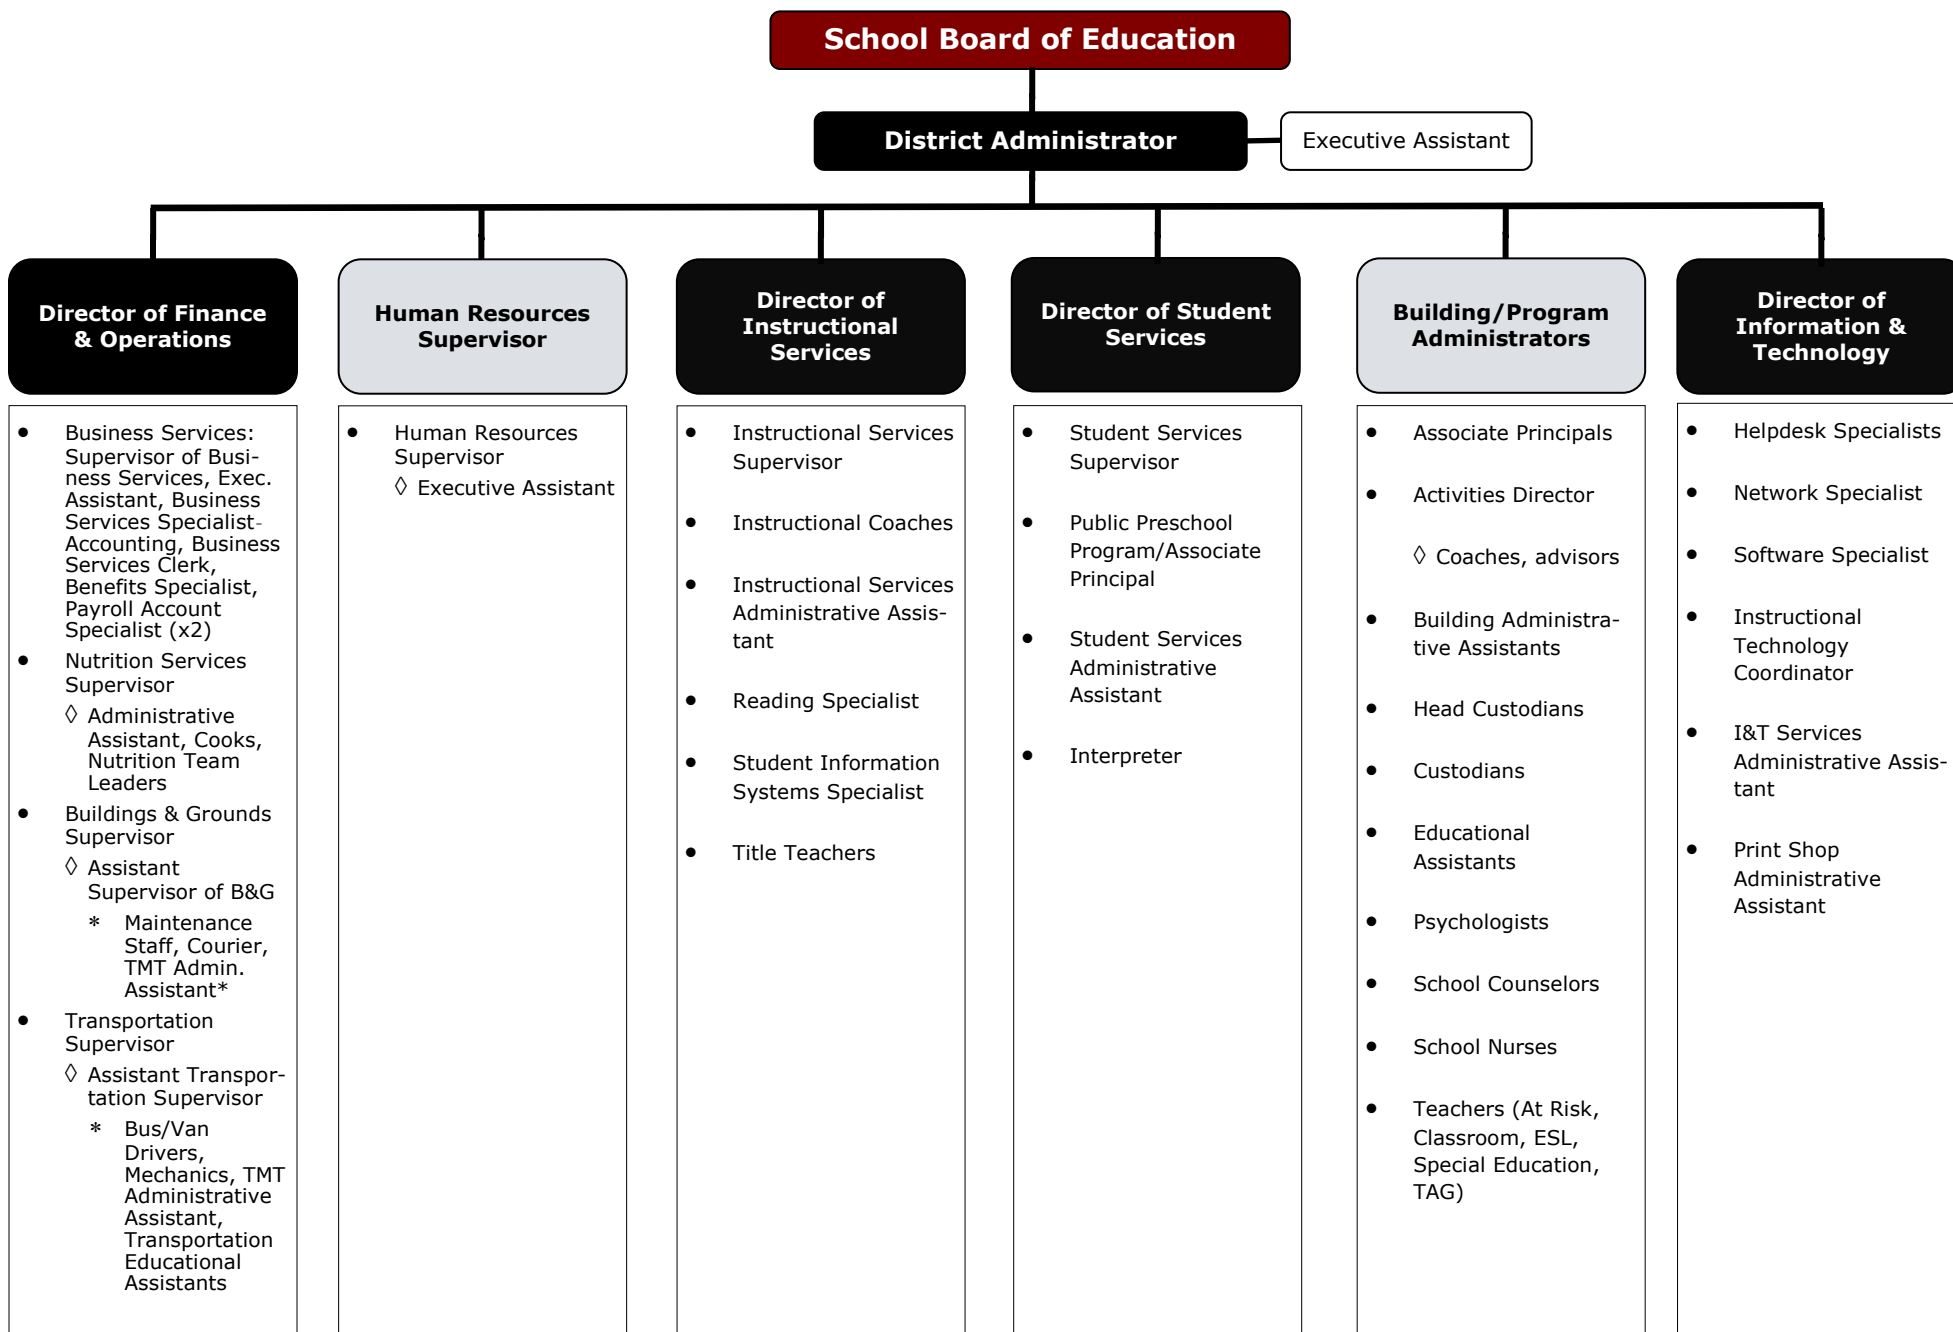 School Board of Education
District Administrator
Executive Assistant
Director of Finance
& Operations
Human Resources
Supervisor
Director of
Instructional
Services
Director of Student
Services
Building/Program
Administrators
Director of
Information &
Technology
• Business Services:
Supervisor of Busi-
ness Services, Exec.
Assistant, Business
Services Specialist-
Accounting, Business
Services Clerk,
Benefits Specialist,
Payroll Account
Specialist (x2)
• Nutrition Services
Supervisor
◊ Administrative
Assistant, Cooks,
Nutrition Team
Leaders
• Buildings & Grounds
Supervisor
◊ Assistant
Supervisor of B&G
* Maintenance
Staff, Courier,
TMT Admin.
Assistant*
• Transportation
Supervisor
◊ Assistant Transpor-
tation Supervisor
* Bus/Van
Drivers,
Mechanics, TMT
Administrative
Assistant,
Transportation
Educational
Assistants
• Human Resources
Supervisor
◊ Executive Assistant
• Instructional Services
Supervisor
• Instructional Coaches
• Instructional Services
Administrative Assis-
tant
• Reading Specialist
• Student Information
Systems Specialist
• Title Teachers
• Student Services
Supervisor
• Public Preschool
Program/Associate
Principal
• Student Services
Administrative
Assistant
• Interpreter
• Associate Principals
• Activities Director
◊ Coaches, advisors
• Building Administra-
tive Assistants
• Head Custodians
• Custodians
• Educational
Assistants
• Psychologists
• School Counselors
• School Nurses
• Teachers (At Risk,
Classroom, ESL,
Special Education,
TAG)
• Helpdesk Specialists
• Network Specialist
• Software Specialist
• Instructional
Technology
Coordinator
• I&T Services
Administrative Assis-
tant
• Print Shop
Administrative
Assistant